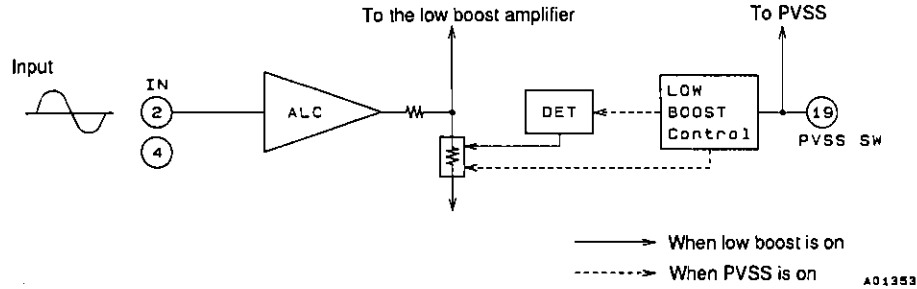 To the low boost amplifier
To PVSS
Input
IN
2
ALC
DET
LOW
BOOST
Control
19
PVSS SW
4
When low boost is on
When PVSS is on
A01353